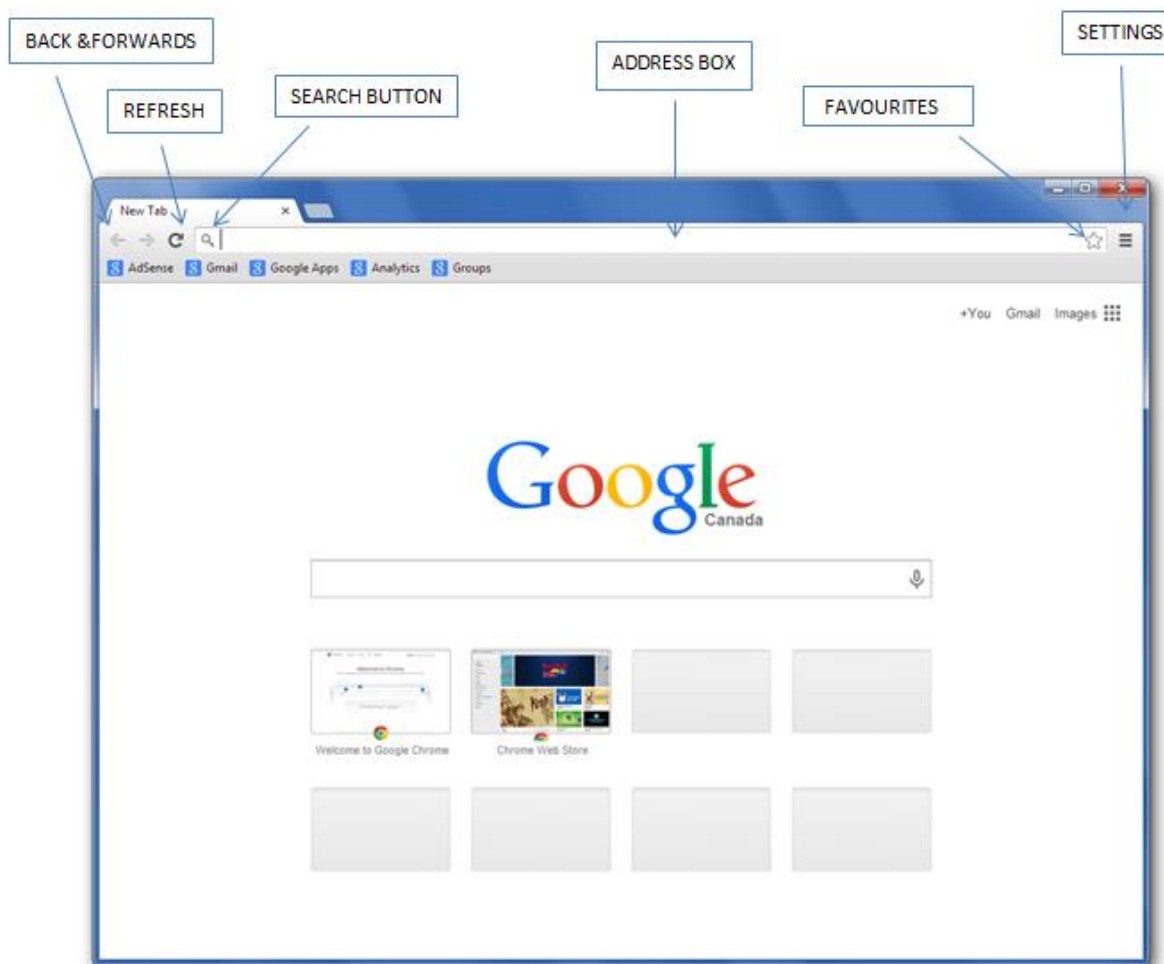 BACK &FORWARDS
REFRESH
SEARCH BUTTON
ADDRESS BOX
FAVOURITES
SETTINGS
New Tab
AdSense Gmail Google Apps Analytics Groups
+You Gmail Images
Google
Canada
Welcome to Google Chrome
Chrome Web Store